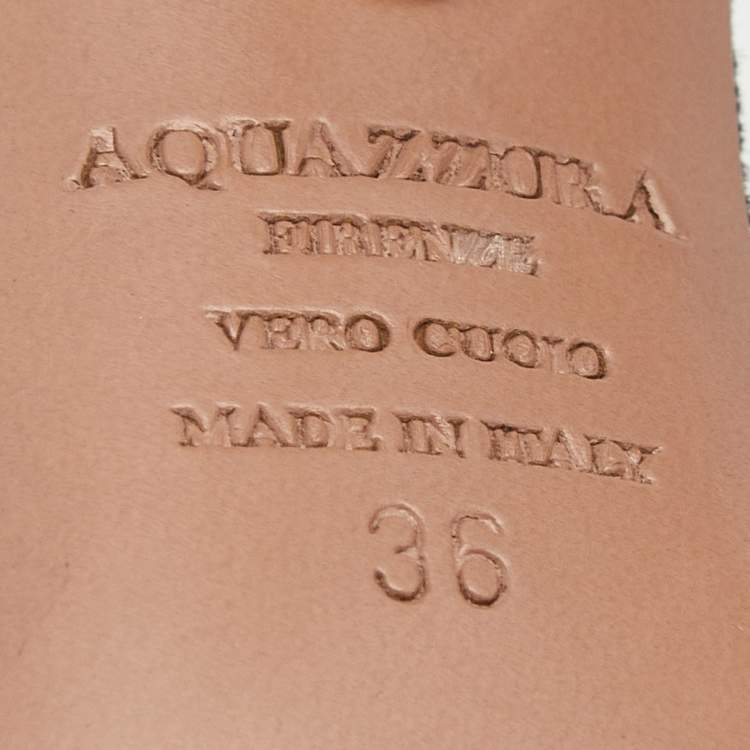 AQUAZZURA
FIRENZE
VERO CUOIO
MADE IN ITALY
36